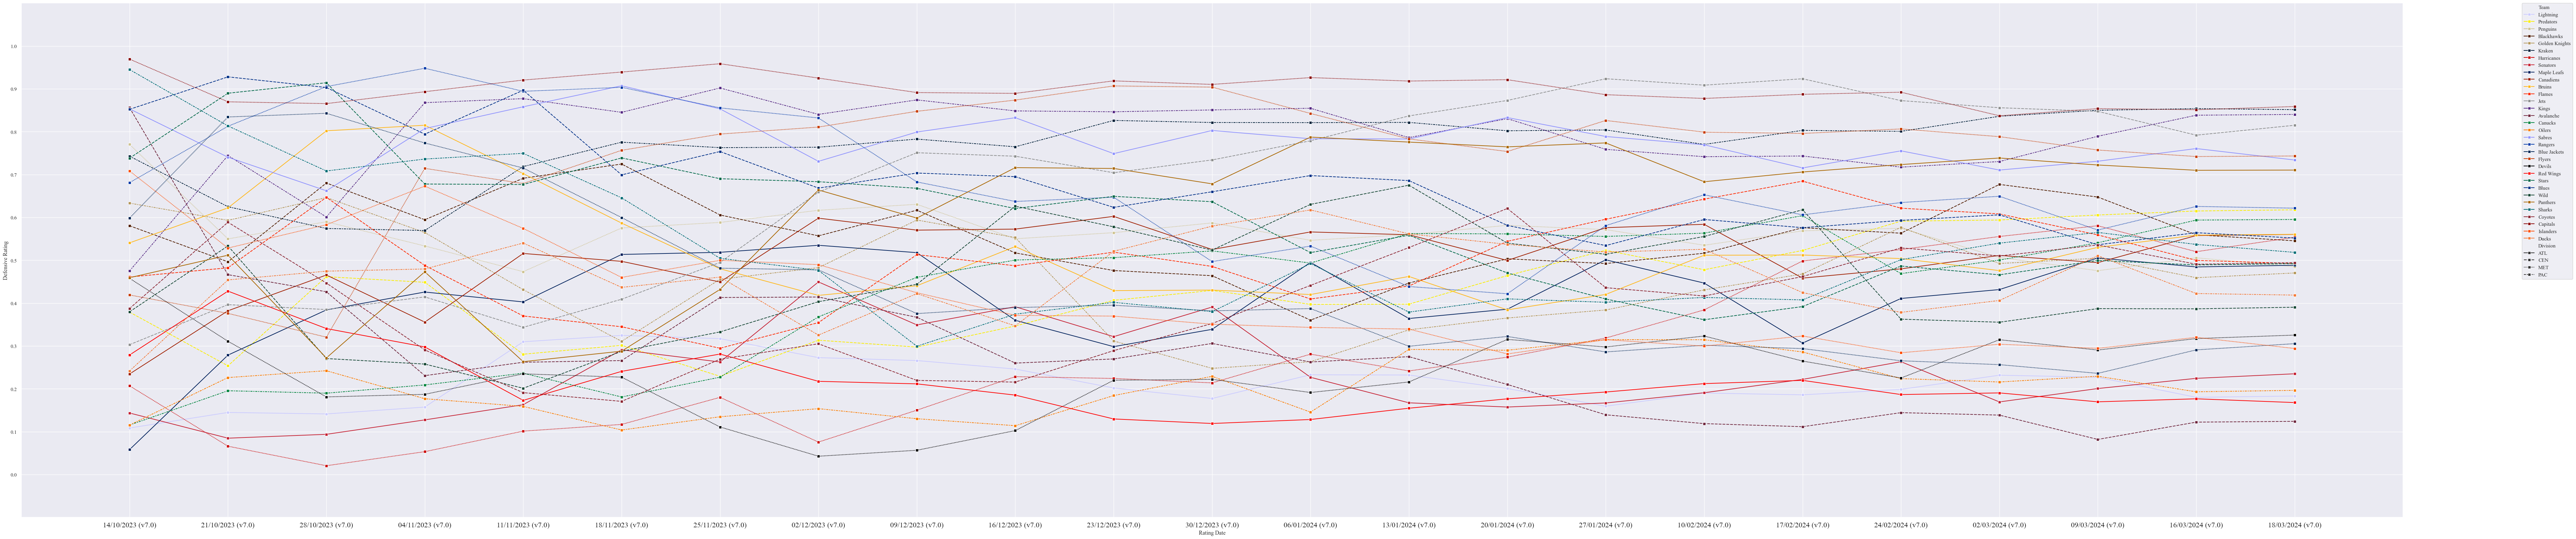 1.0
0.9
0.8
0.7
0.6
0.5
0.4
0.3
0.2
0.1
0.0
Defensive Rating
14/10/2023 (v7.0) 21/10/2023 (v7.0) 28/10/2023 (v7.0) 04/11/2023 (v7.0) 11/11/2023 (v7.0) 18/11/2023 (v7.0) 25/11/2023 (v7.0) 02/12/2023 (v7.0) 09/12/2023 (v7.0) 16/12/2023 (v7.0) 23/12/2023 (v7.0) 30/12/2023 (v7.0) 06/01/2024 (v7.0) 13/01/2024 (v7.0) 20/01/2024 (v7.0) 27/01/2024 (v7.0) 10/02/2024 (v7.0) 17/02/2024 (v7.0) 24/02/2024 (v7.0) 02/03/2024 (v7.0) 09/03/2024 (v7.0) 16/03/2024 (v7.0) 18/03/2024 (v7.0)
Rating Date
Team
Lightning
Predators
Penguins
Blackhawks
Golden Knights
Kraken
Hurricanes
Senators
Maple Leafs
Canadiens
Bruins
Flames
Jets
Kings
Avalanche
Canucks
Oilers
Sabres
Rangers
Blue Jackets
Flyers
Devils
Red Wings
Stars
Blues
Wild
Panthers
Sharks
Coyotes
Capitals
Islanders
Ducks
Division
ATL
CEN
MET
PAC